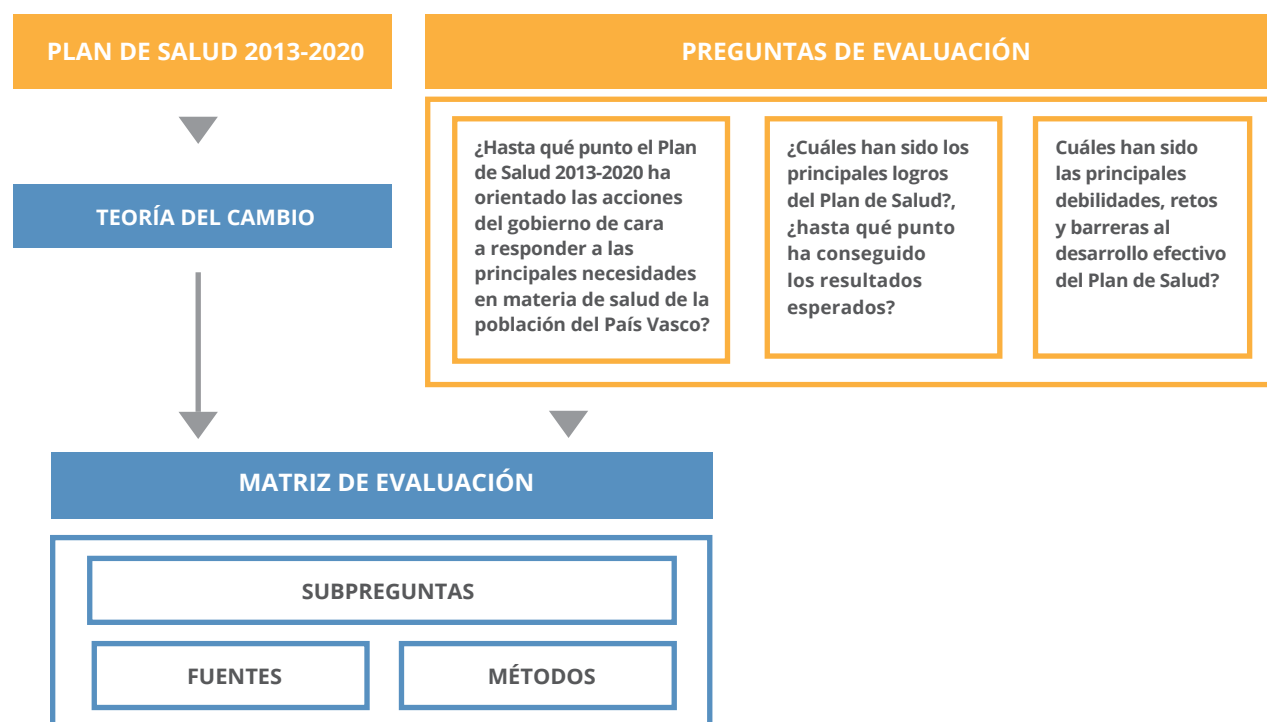 PLAN DE SALUD 2013-2020
TEORÍA DEL CAMBIO
PREGUNTAS DE EVALUACIÓN
¿Hasta qué punto el Plan
de Salud 2013-2020 ha
orientado las acciones
del gobierno de cara
a responder a las
principales necesidades
en materia de salud de la
población del País Vasco?
¿Cuáles han sido los
principales logros
del Plan de Salud?,
¿hasta qué punto
ha conseguido
los resultados
esperados?
Cuáles han sido
las principales
debilidades, retos
y barreras al
desarrollo efectivo
del Plan de Salud?
MATRIZ DE EVALUACIÓN
SUBPREGUNTAS
FUENTES
MÉTODOS